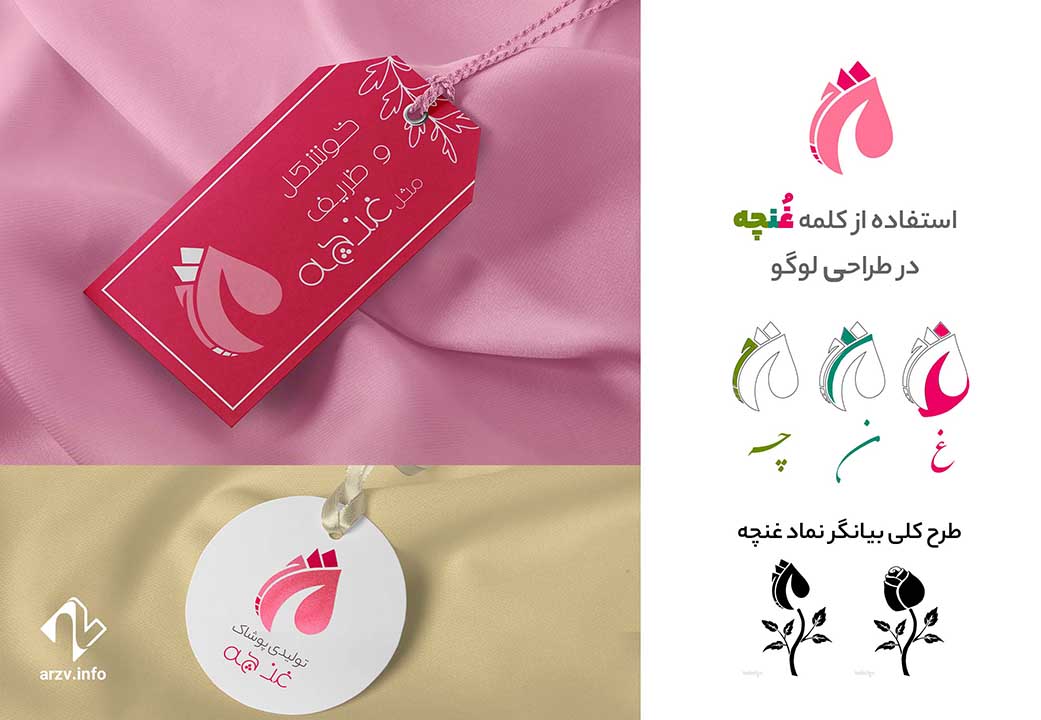 خوشگل
و ظریف
مثل غنچه
تولیدی پوشاک
غنچه
arzv.info
استفاده از کلمه غُنچه
در طراحی لوگو
غ
ن
چه
طرح کلی بیانگر نماد غنچه